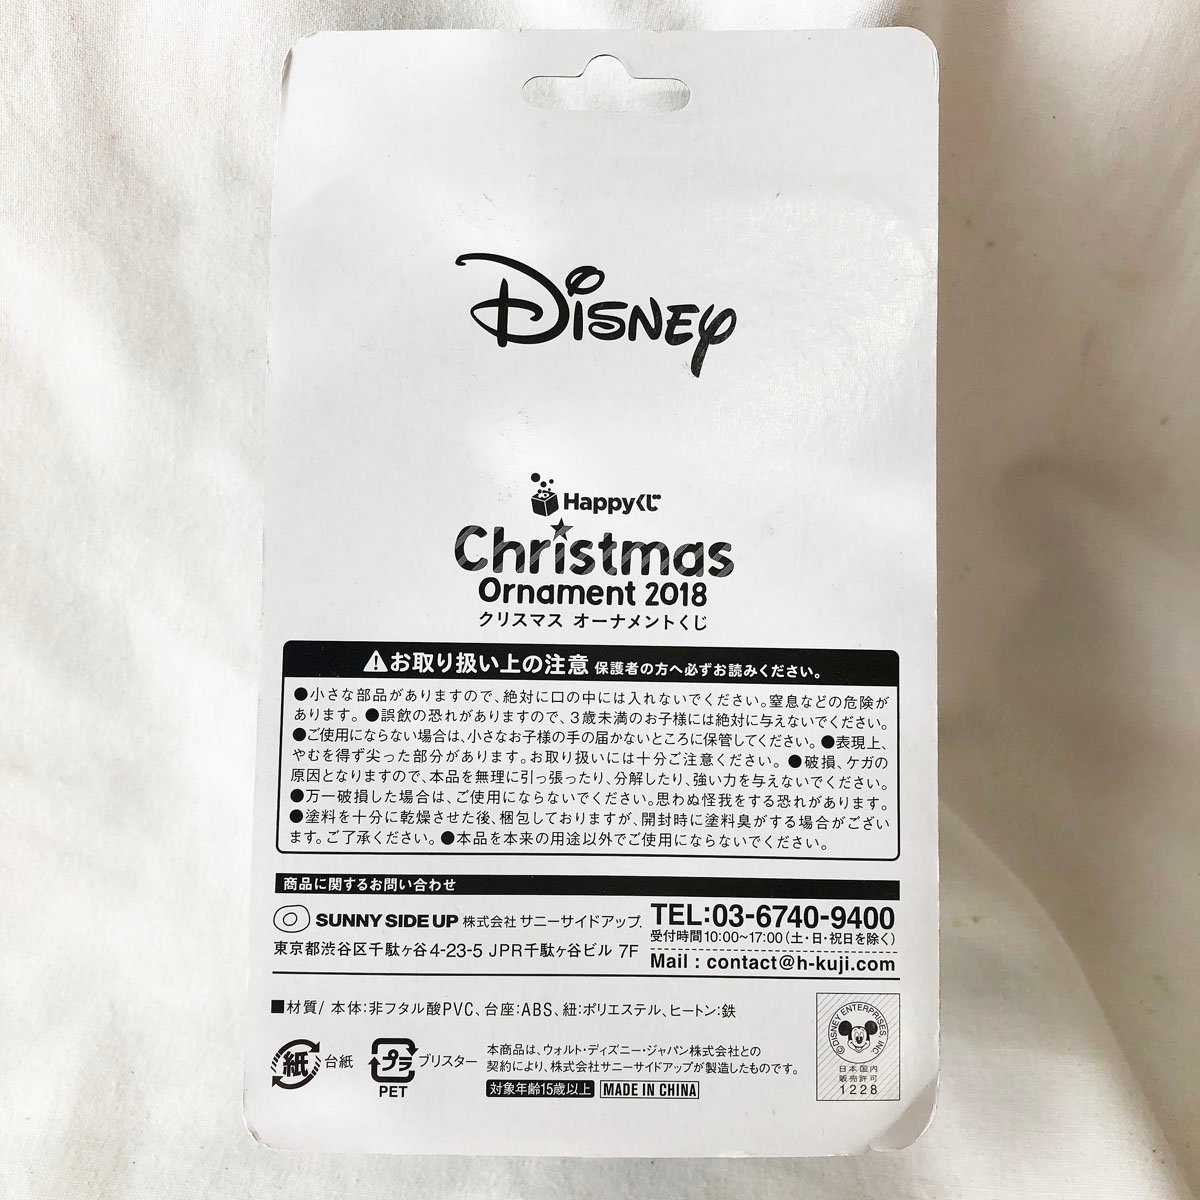 Disney
Happyくじ
Christmas
Ornament 2018
クリスマス オーナメントくじ
⚠お取り扱い上の注意 保護者の方へ必ずお読みください。
●小さな部品がありますので、絶対に口の中には入れないでください。窒息などの危険が
あります。●誤飲の恐れがありますので、3歳未満のお子様には絶対に与えないでください。
●ご使用にならない場合は、小さなお子様の手の届かないところに保管してください。●表現上、
やむを得ず尖った部分があります。お取り扱いには十分ご注意ください。●破損、ケガの
原因となりますので、本品を無理に引っ張ったり、分解したり、強い力を与えないでください。
●万一破損した場合は、ご使用にならないでください。思わぬ怪我をする恐れがあります。
●塗料を十分に乾燥させた後、梱包しておりますが、開封時に塗料臭がする場合がござい
ます。ご了承ください。●本品を本来の用途以外でご使用にならないでください。
商品に関するお問い合わせ
SUNNY SIDE UP 株式会社 サニーサイドアップ.
東京都渋谷区千駄ヶ谷4-23-5 JPR千駄ヶ谷ビル 7F
TEL:03-6740-9400
受付時間10:00~17:00(土・日・祝日を除く)
Mail : contact@h-kuji.com
■材質/ 本体:非フタル酸PVC、台座:ABS、紐:ポリエステル、ヒートン:鉄
紙 台紙
プラ ブリスター
PET
本商品は、ウォルト・ディズニー・ジャパン株式会社との
契約により、株式会社サニーサイドアップが製造したものです。
対象年齢15歳以上 MADE IN CHINA
©DISNEY ENTERPRISES, INC.
日本国内
販売許可
1228